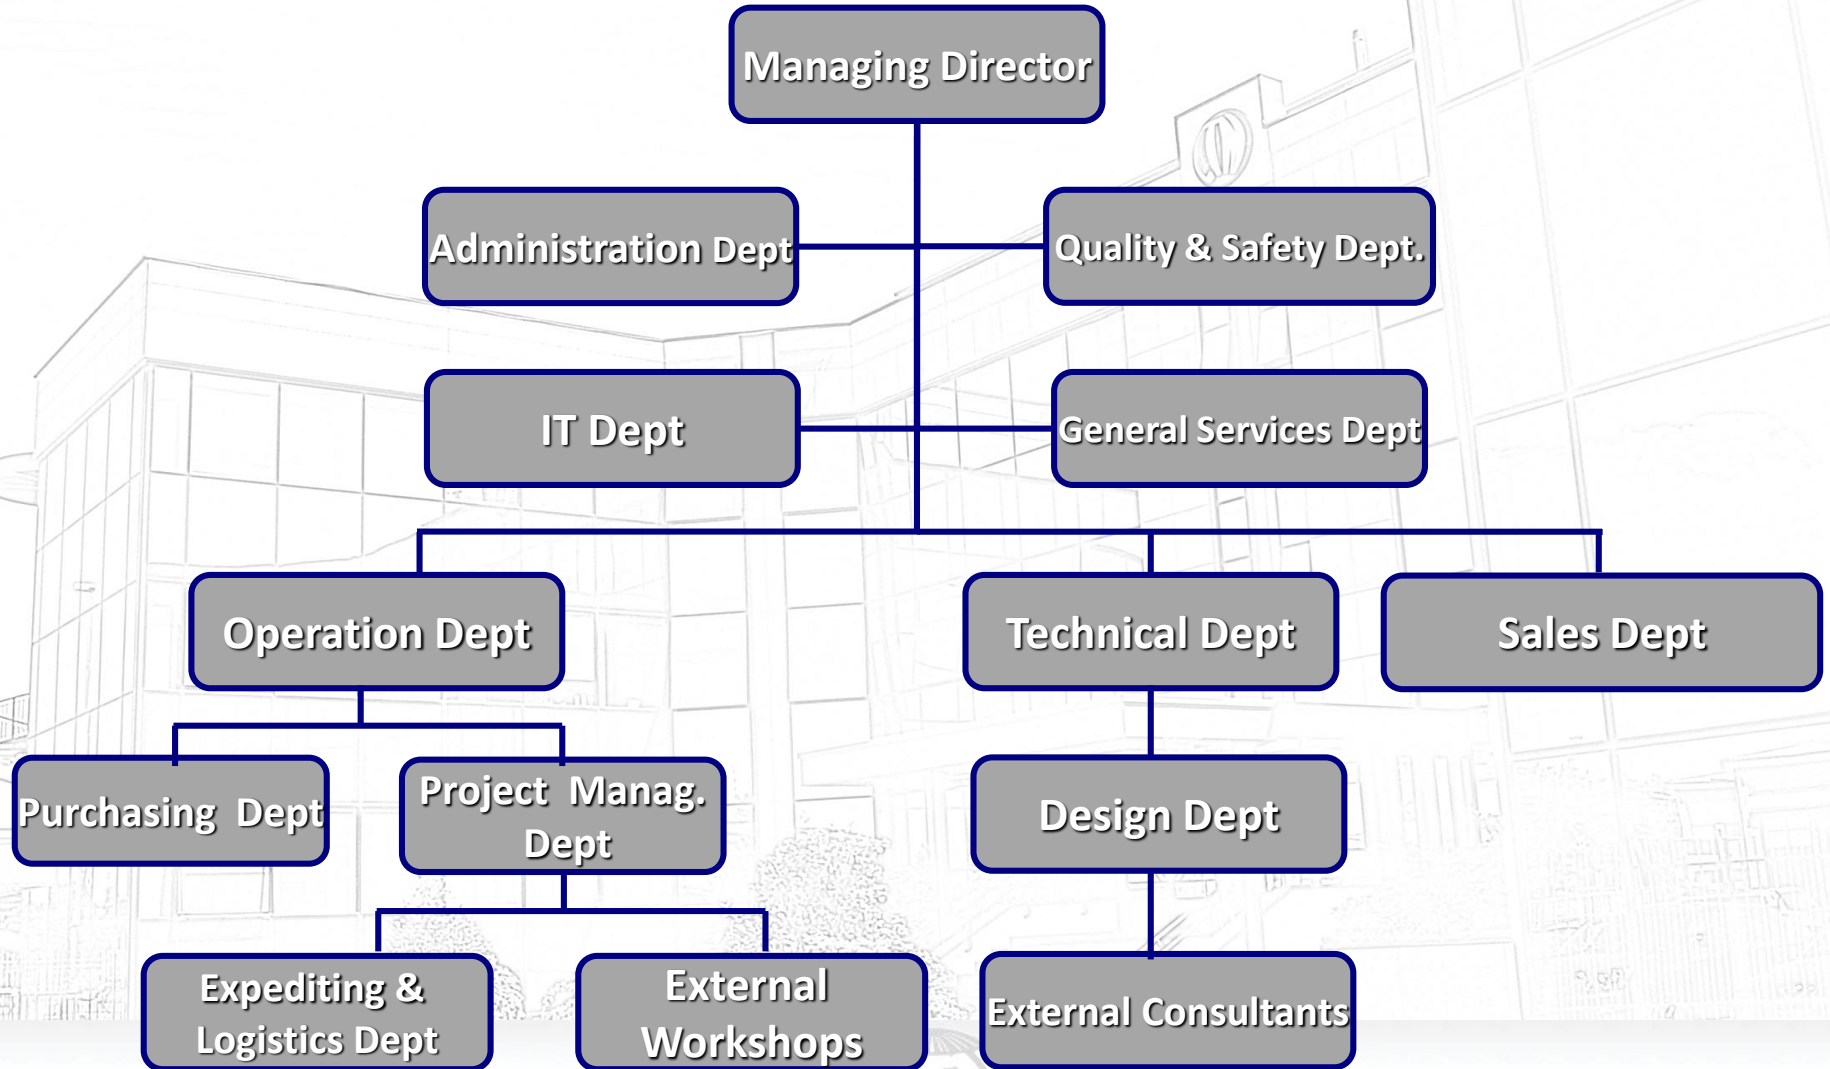 Managing Director
Administration Dept
Quality & Safety Dept.
IT Dept
General Services Dept
Operation Dept
Technical Dept
Sales Dept
Purchasing  Dept
Project  Manag.
Dept
Design Dept
Expediting &
Logistics Dept
External
Workshops
External Consultants